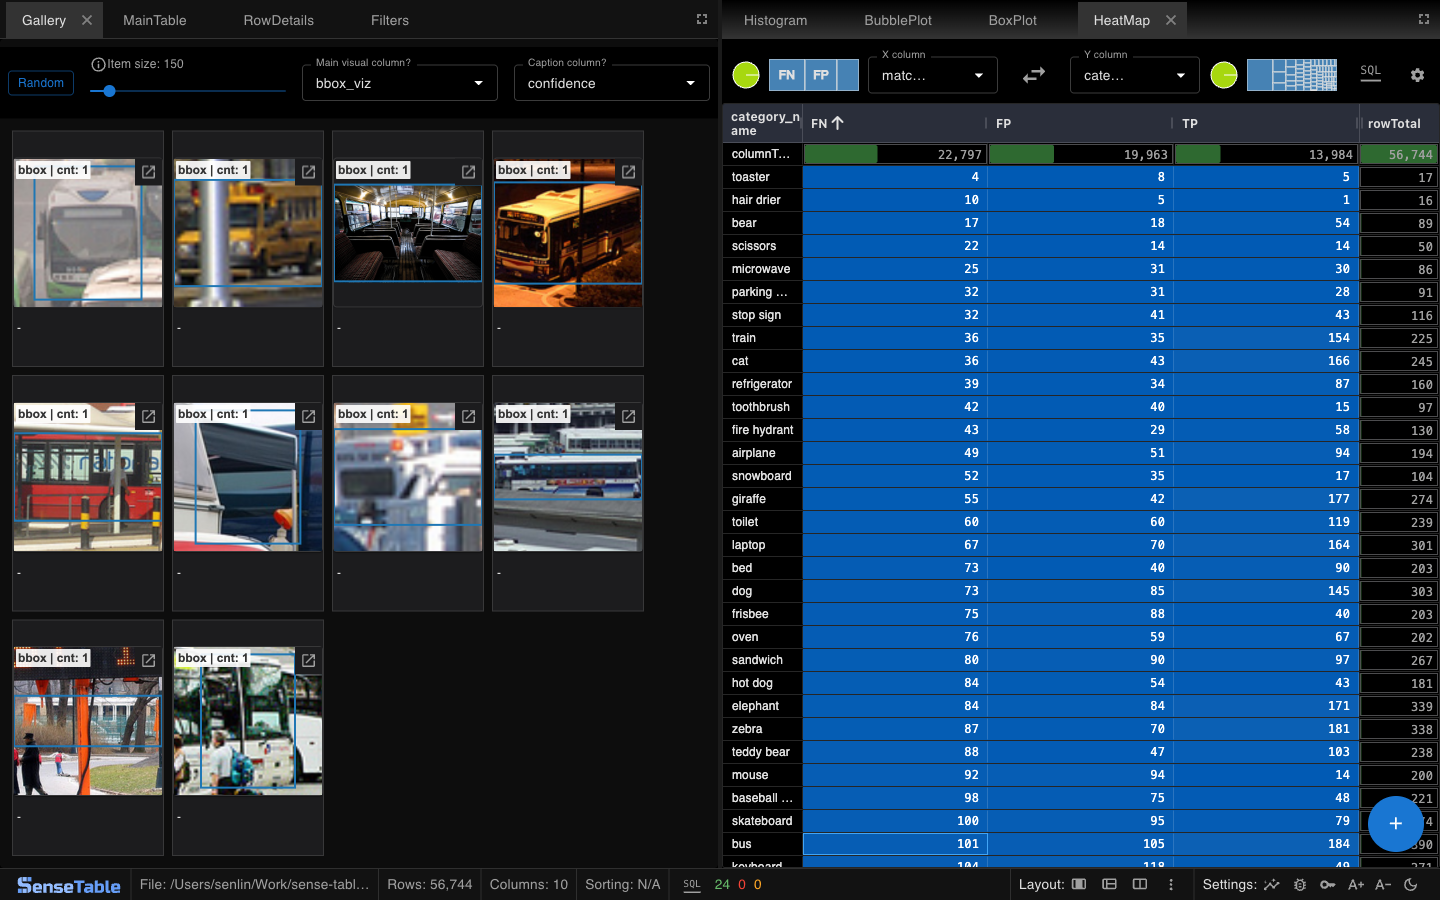 Gallery MainTable RowDetails Filters
Histogram BubblePlot BoxPlot HeatMap
Random
Item size: 150
Main visual column?
bbox_viz
Caption column?
confidence
FN FP
X column
matc...
Y column
cate...
SQL
bbox | cnt: 1
bbox | cnt: 1
bbox | cnt: 1
bbox | cnt: 1
-
-
-
-
bbox | cnt: 1
bbox | cnt: 1
bbox | cnt: 1
bbox | cnt: 1
-
-
-
-
bbox | cnt: 1
bbox | cnt: 1
-
-
category_name FN FP TP rowTotal
columnT... 22,797 19,963 13,984 56,744
toaster 4 8 5 17
hair drier 10 5 1 16
bear 17 18 54 89
scissors 22 14 14 50
microwave 25 31 30 86
parking ... 32 31 28 91
stop sign 32 41 43 116
train 36 35 154 225
cat 36 43 166 245
refrigerator 39 34 87 160
toothbrush 42 40 15 97
fire hydrant 43 29 58 130
airplane 49 51 94 194
snowboard 52 35 17 104
giraffe 55 42 177 274
toilet 60 60 119 239
laptop 67 70 164 301
bed 73 40 90 203
dog 73 85 145 303
frisbee 75 88 40 203
oven 76 59 67 202
sandwich 80 90 97 267
hot dog 84 54 43 181
elephant 84 84 171 339
zebra 87 70 181 338
teddy bear 88 47 103 238
mouse 92 94 14 200
baseball ... 98 75 48 221
skateboard 100 95 79
bus 101 105 184
SenseTable File: /Users/senlin/Work/sense-tabl... Rows: 56,744 Columns: 10 Sorting: N/A SQL 24 0 0 Layout: Settings: A+ A-